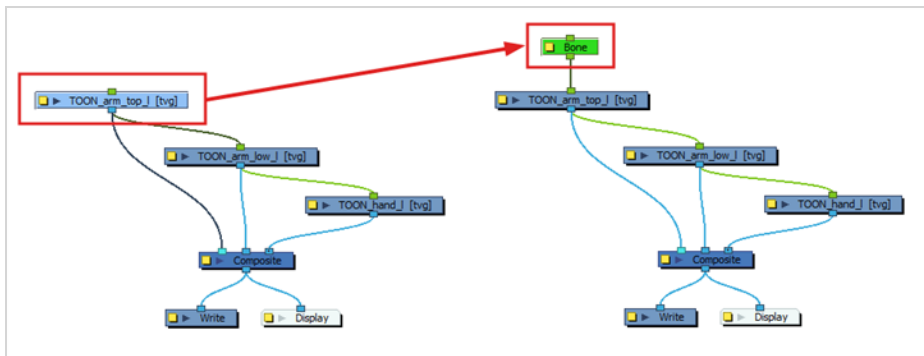 Bone
TOON_arm_top_l [tvg]
TOON_arm_top_l [tvg]
TOON_arm_low_l [tvg]
TOON_arm_low_l [tvg]
TOON_hand_l [tvg]
TOON_hand_l [tvg]
Composite
Composite
Write
Display
Write
Display